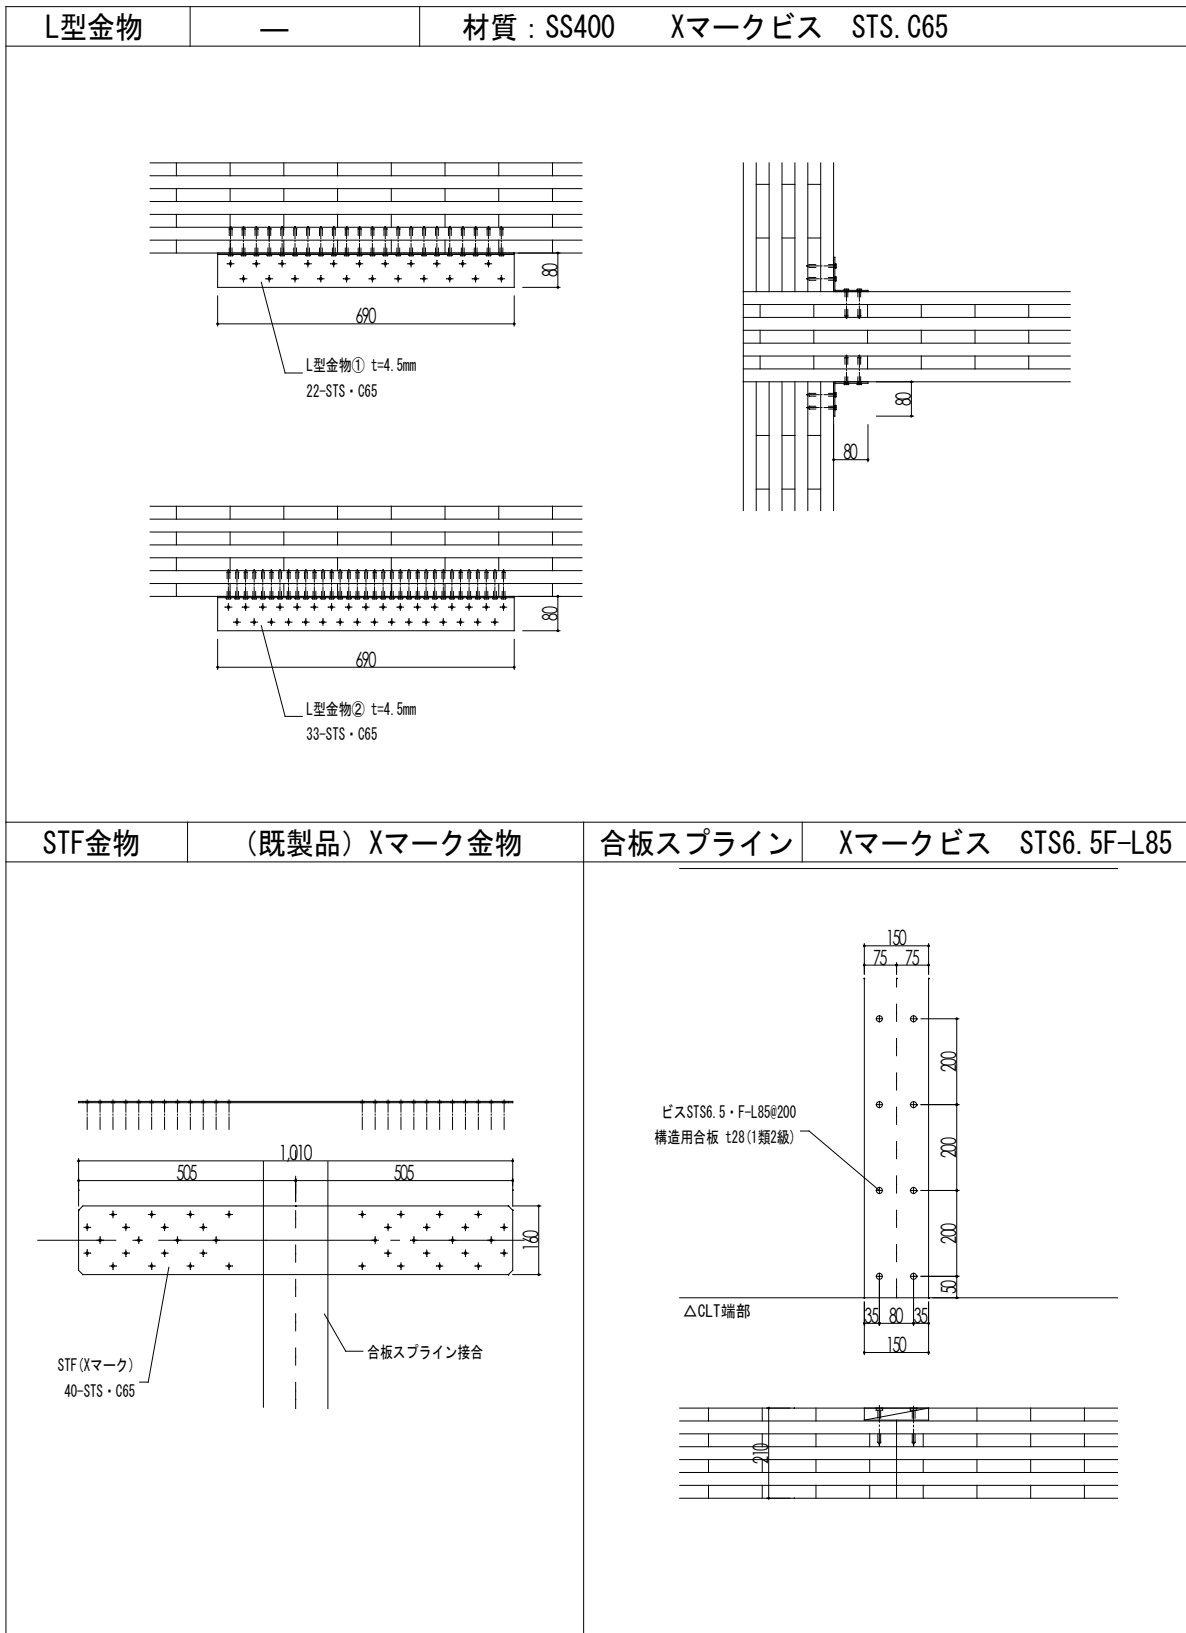 L型金物 — 材質：SS400 Xマークビス STS.C65
80
690
L型金物① t=4.5mm
22-STS・C65
80
80
80
690
L型金物② t=4.5mm
33-STS・C65
STF金物 （既製品）Xマーク金物 合板スプライン Xマークビス STS6.5F-L85
150
75 75
200
ビスSTS6.5・F-L85@200
構造用合板 t28(1類2級)
200
200
50
△CLT端部
35 80 35
150
210
1,010
505 505
160
合板スプライン接合
STF(Xマーク)
40-STS・C65